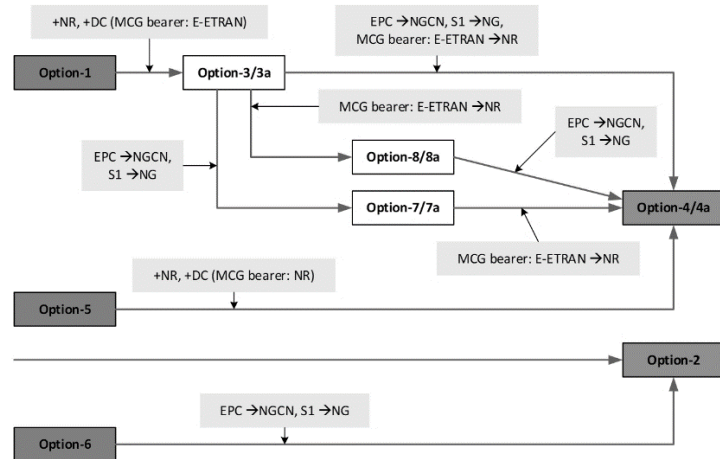 +NR, +DC (MCG bearer: E-ETRAN)
EPC →NGCN, S1 →NG,
MCG bearer: E-ETRAN →NR
Option-1
Option-3/3a
MCG bearer: E-ETRAN →NR
EPC →NGCN,
S1 →NG
EPC →NGCN,
S1 →NG
Option-8/8a
Option-7/7a
Option-4/4a
MCG bearer: E-ETRAN →NR
+NR, +DC (MCG bearer: NR)
Option-5
Option-2
EPC →NGCN, S1 →NG
Option-6